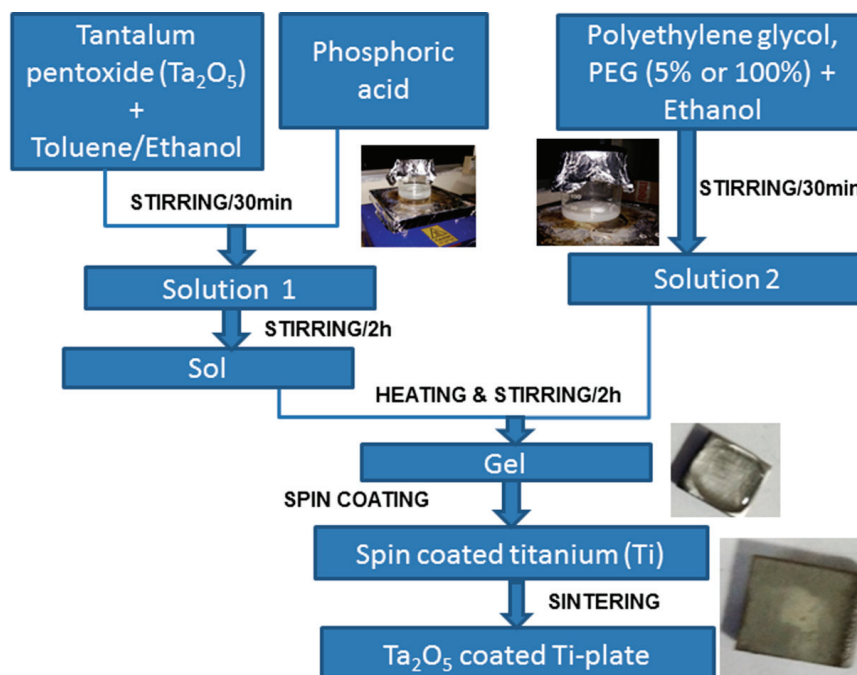 Tantalum
pentoxide (Ta₂O₅)
+
Toluene/Ethanol
Phosphoric
acid
Polyethylene glycol,
PEG (5% or 100%) +
Ethanol
STIRRING/30min
STIRRING/30min
Solution 1
Solution 2
STIRRING/2h
Sol
HEATING & STIRRING/2h
Gel
SPIN COATING
Spin coated titanium (Ti)
SINTERING
Ta₂O₅ coated Ti-plate